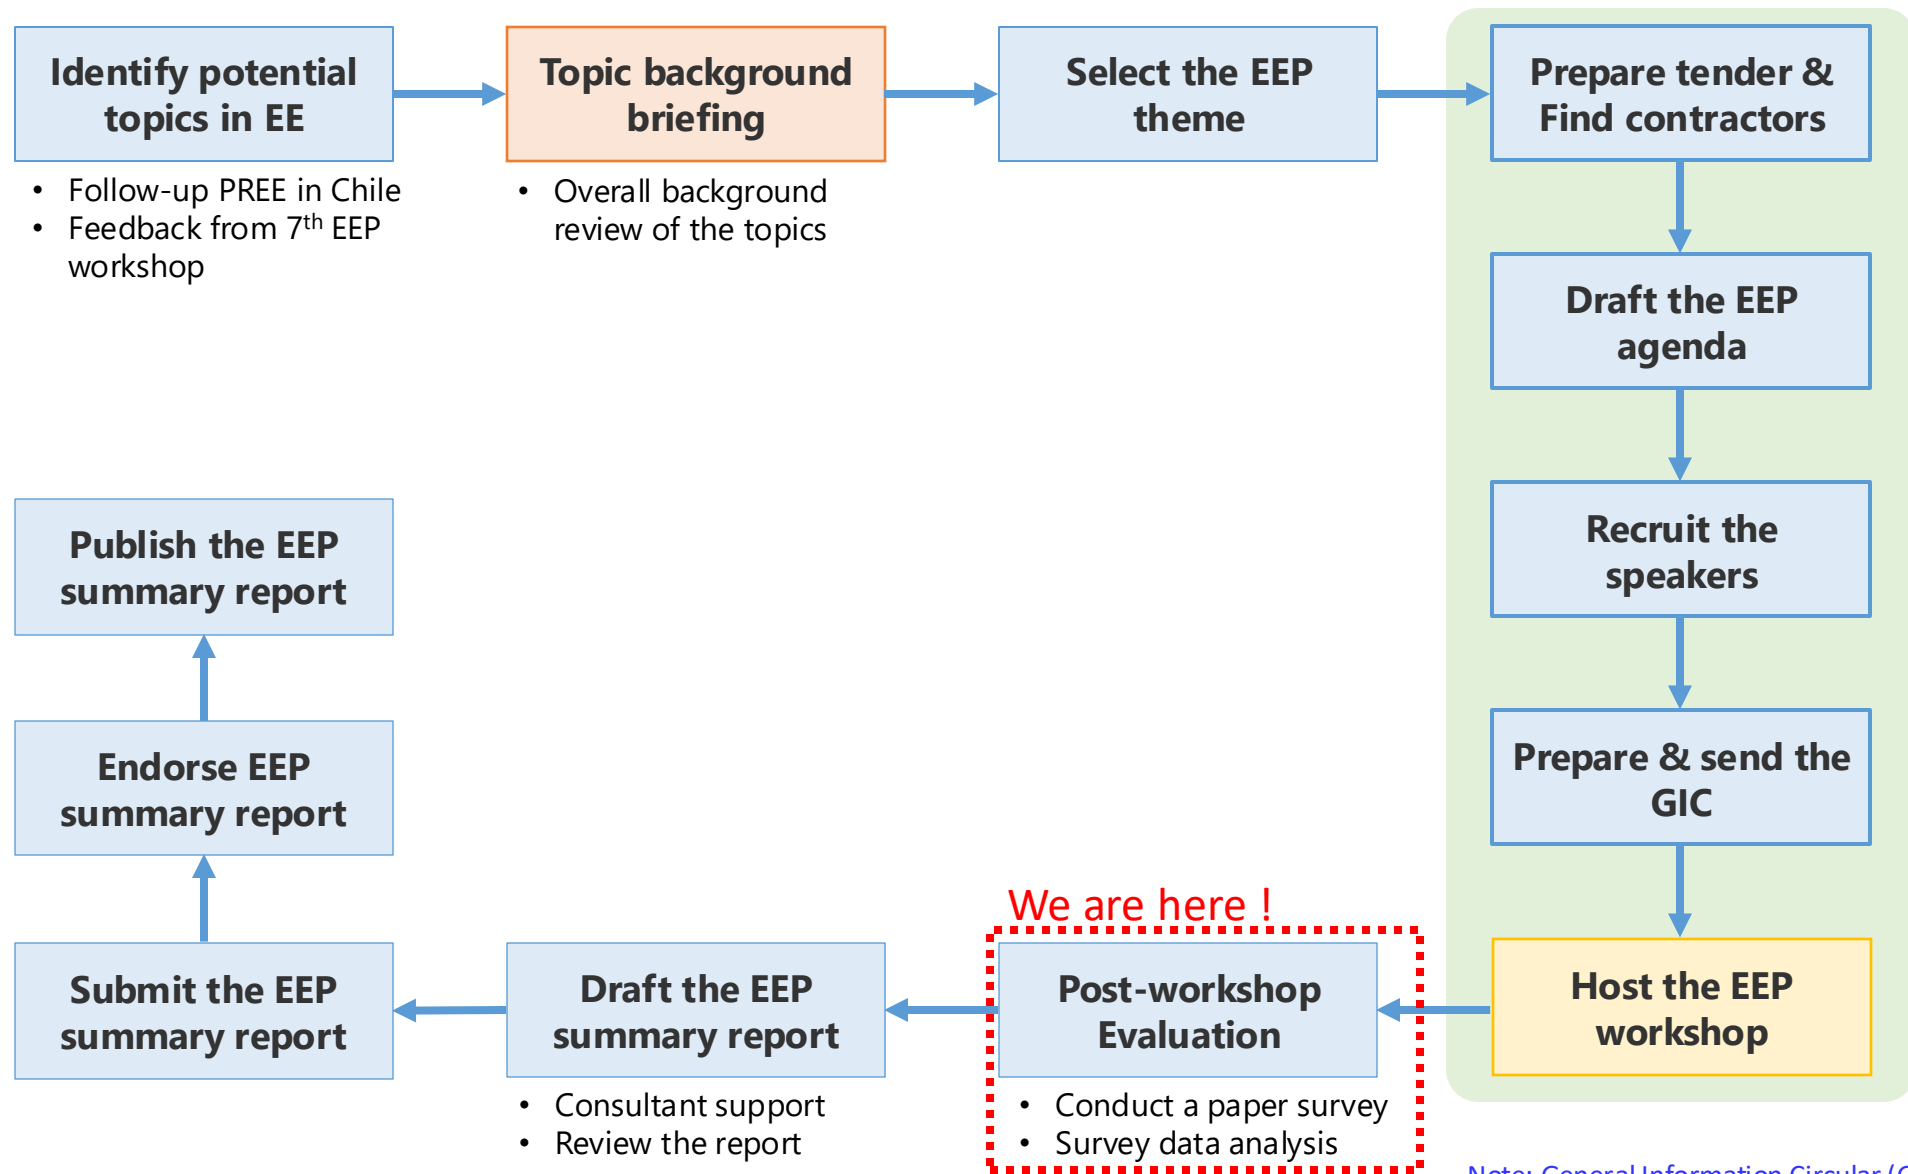 Identify potential
topics in EE
Topic background
briefing
Select the EEP
theme
Prepare tender &
Find contractors
• Follow-up PREE in Chile
• Feedback from 7th EEP
workshop
• Overall background
review of the topics
Draft the EEP
agenda
Recruit the
speakers
Prepare & send the
GIC
Host the EEP
workshop
We are here !
Post-workshop
Evaluation
• Conduct a paper survey
• Survey data analysis
Draft the EEP
summary report
• Consultant support
• Review the report
Submit the EEP
summary report
Endorse EEP
summary report
Publish the EEP
summary report
Note: General Information Circular